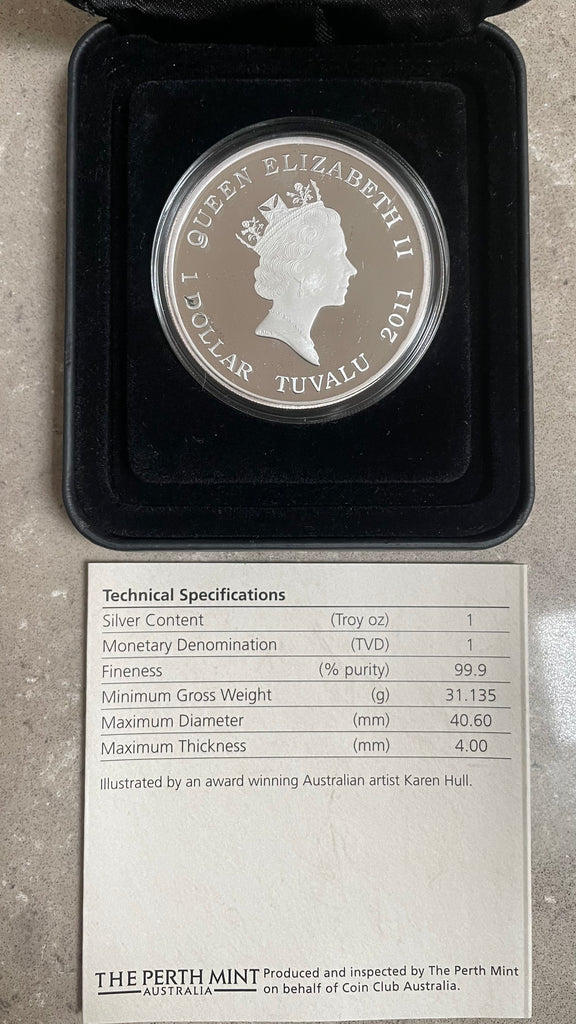 QUEEN ELIZABETH II
1 DOLLAR TUVALU 2011
Technical Specifications
Silver Content (Troy oz) 1
Monetary Denomination (TVD) 1
Fineness (% purity) 99.9
Minimum Gross Weight (g) 31.135
Maximum Diameter (mm) 40.60
Maximum Thickness (mm) 4.00
Illustrated by an award winning Australian artist Karen Hull.
THE PERTH MINT
AUSTRALIA
Produced and inspected by The Perth Mint
on behalf of Coin Club Australia.